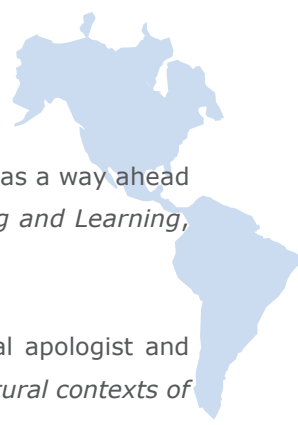 as a way ahead
g and Learning,
al apologist and
tural contexts of